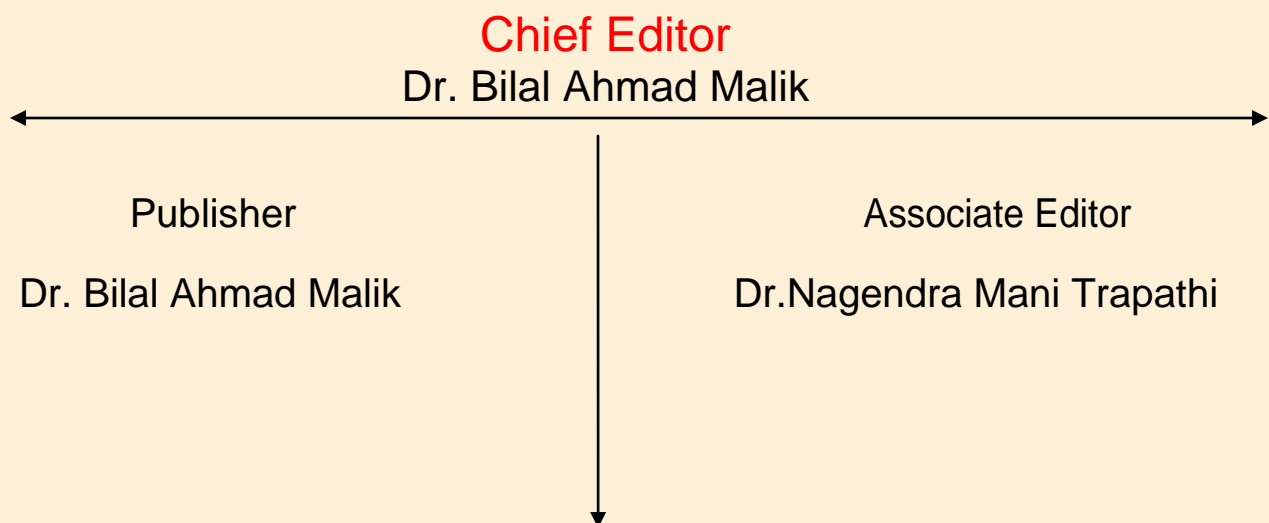 Chief Editor
Dr. Bilal Ahmad Malik
Publisher
Associate Editor
Dr. Bilal Ahmad Malik
Dr.Nagendra Mani Trapathi